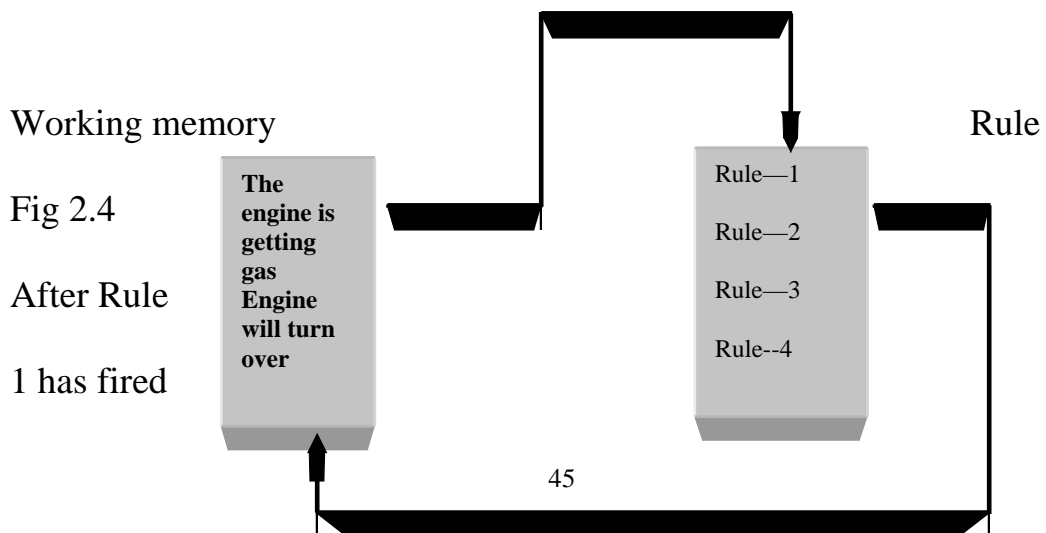 Working memory
Rule
Fig 2.4
After Rule
1 has fired
The
engine is
getting
gas
Engine
will turn
over
Rule—1
Rule—2
Rule—3
Rule--4
45